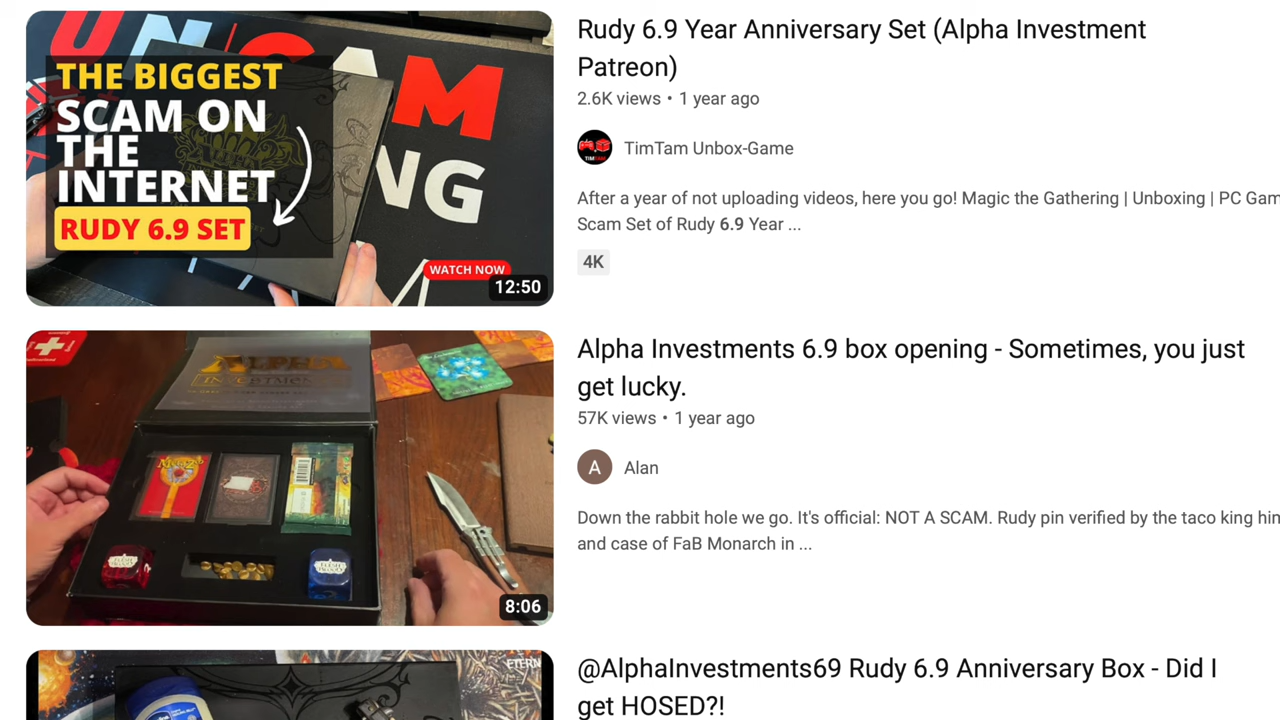 UN
GAM
NG
THE BIGGEST
SCAM ON
THE
INTERNET
RUDY 6.9 SET
WATCH NOW
12:50
Rudy 6.9 Year Anniversary Set (Alpha Investment
Patreon)
2.6K views • 1 year ago
TIMTAM
TimTam Unbox-Game
After a year of not uploading videos, here you go! Magic the Gathering | Unboxing | PC Gam
Scam Set of Rudy 6.9 Year ...
4K
ALPHA
INVESTMENTS
8:06
Alpha Investments 6.9 box opening - Sometimes, you just
get lucky.
57K views • 1 year ago
A
Alan
Down the rabbit hole we go. It's official: NOT A SCAM. Rudy pin verified by the taco king him
and case of FaB Monarch in ...
ETERN
@AlphaInvestments69 Rudy 6.9 Anniversary Box - Did I
get HOSED?!